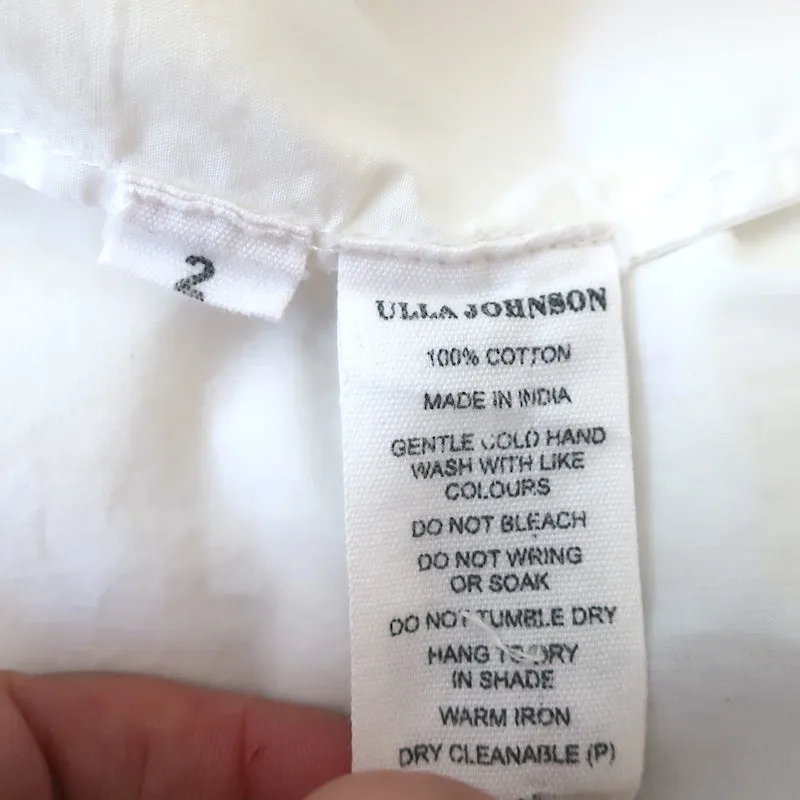 2
ULLA JOHNSON
100% COTTON
MADE IN INDIA
GENTLE COLD HAND
WASH WITH LIKE
COLOURS
DO NOT BLEACH
DO NOT WRING
OR SOAK
DO NOT TUMBLE DRY
HANG TO DRY
IN SHADE
WARM IRON
DRY CLEANABLE (P)